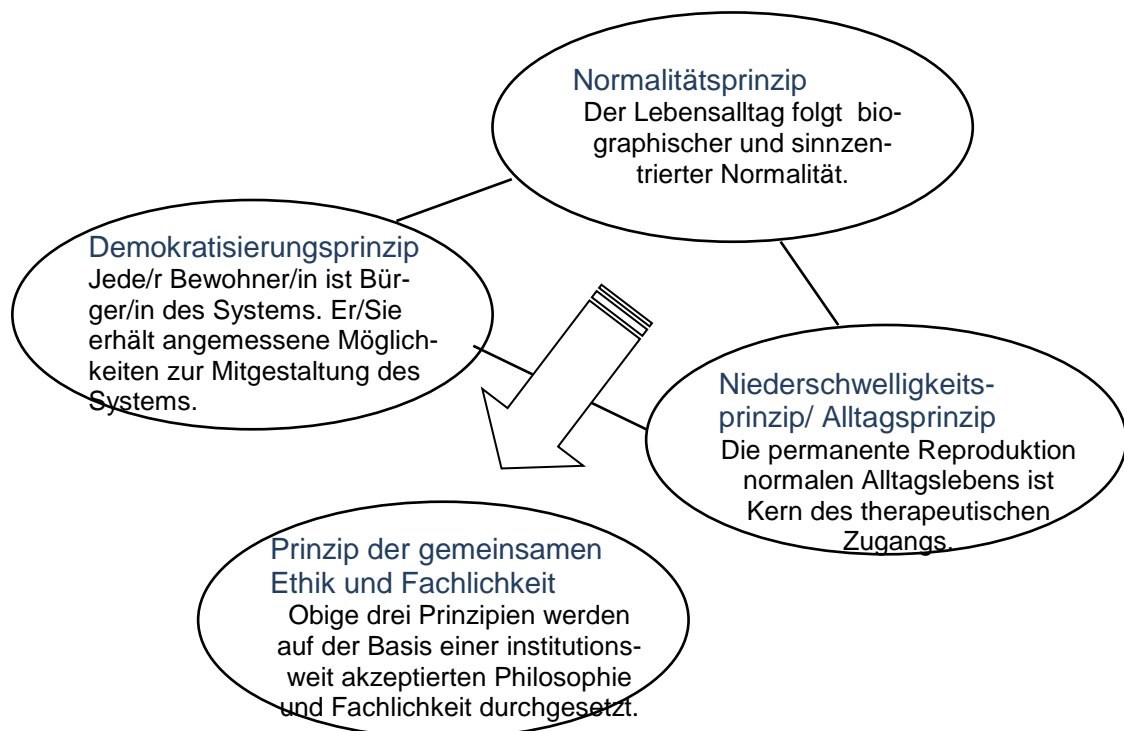 Normalitätsprinzip
Der Lebensalltag folgt bio-
graphischer und sinnzen-
trierter Normalität.
Demokratisierungsprinzip
Jede/r Bewohner/in ist Bür-
ger/in des Systems. Er/Sie
erhält angemessene Möglich-
keiten zur Mitgestaltung des
Systems.
Niederschwelligkeits-
prinzip/ Alltagsprinzip
Die permanente Reproduktion
normalen Alltagslebens ist
Kern des therapeutischen
Zugangs.
Prinzip der gemeinsamen
Ethik und Fachlichkeit
Obige drei Prinzipien werden
auf der Basis einer institutions-
weit akzeptierten Philosophie
und Fachlichkeit durchgesetzt.